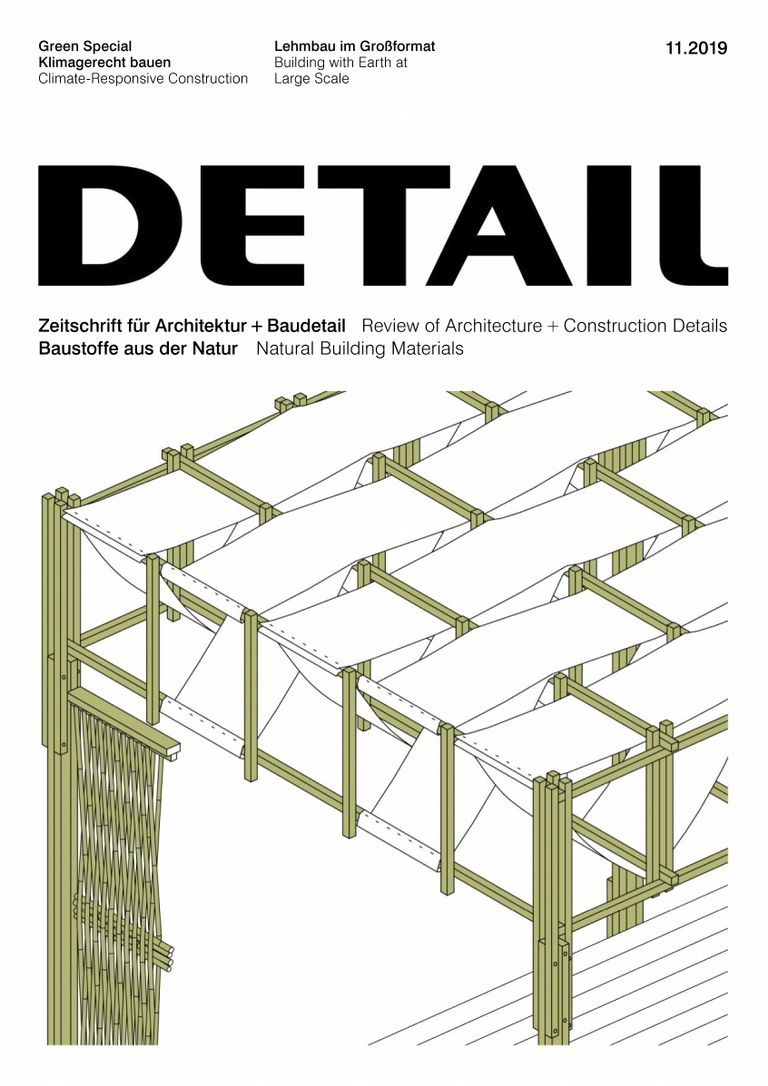 Green Special
Klimagerecht bauen
Climate-Responsive Construction
Lehmbau im Großformat
Building with Earth at
Large Scale
11.2019
DETAIL
Zeitschrift für Architektur + Baudetail Review of Architecture + Construction Details
Baustoffe aus der Natur Natural Building Materials